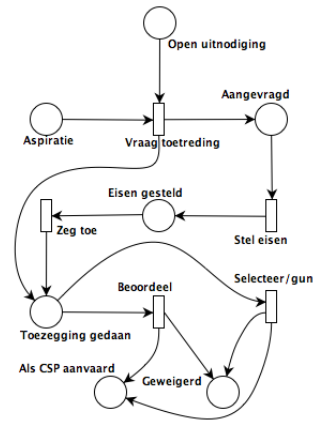 Open uitnodiging
Aangevragd
Aspiratie
Vraag toetreding
Eisen gesteld
Zeg toe
Stel eisen
Selecteer/gun
Beoordeel
Toezegging gedaan
Als CSP aanvaard
Geweigerd